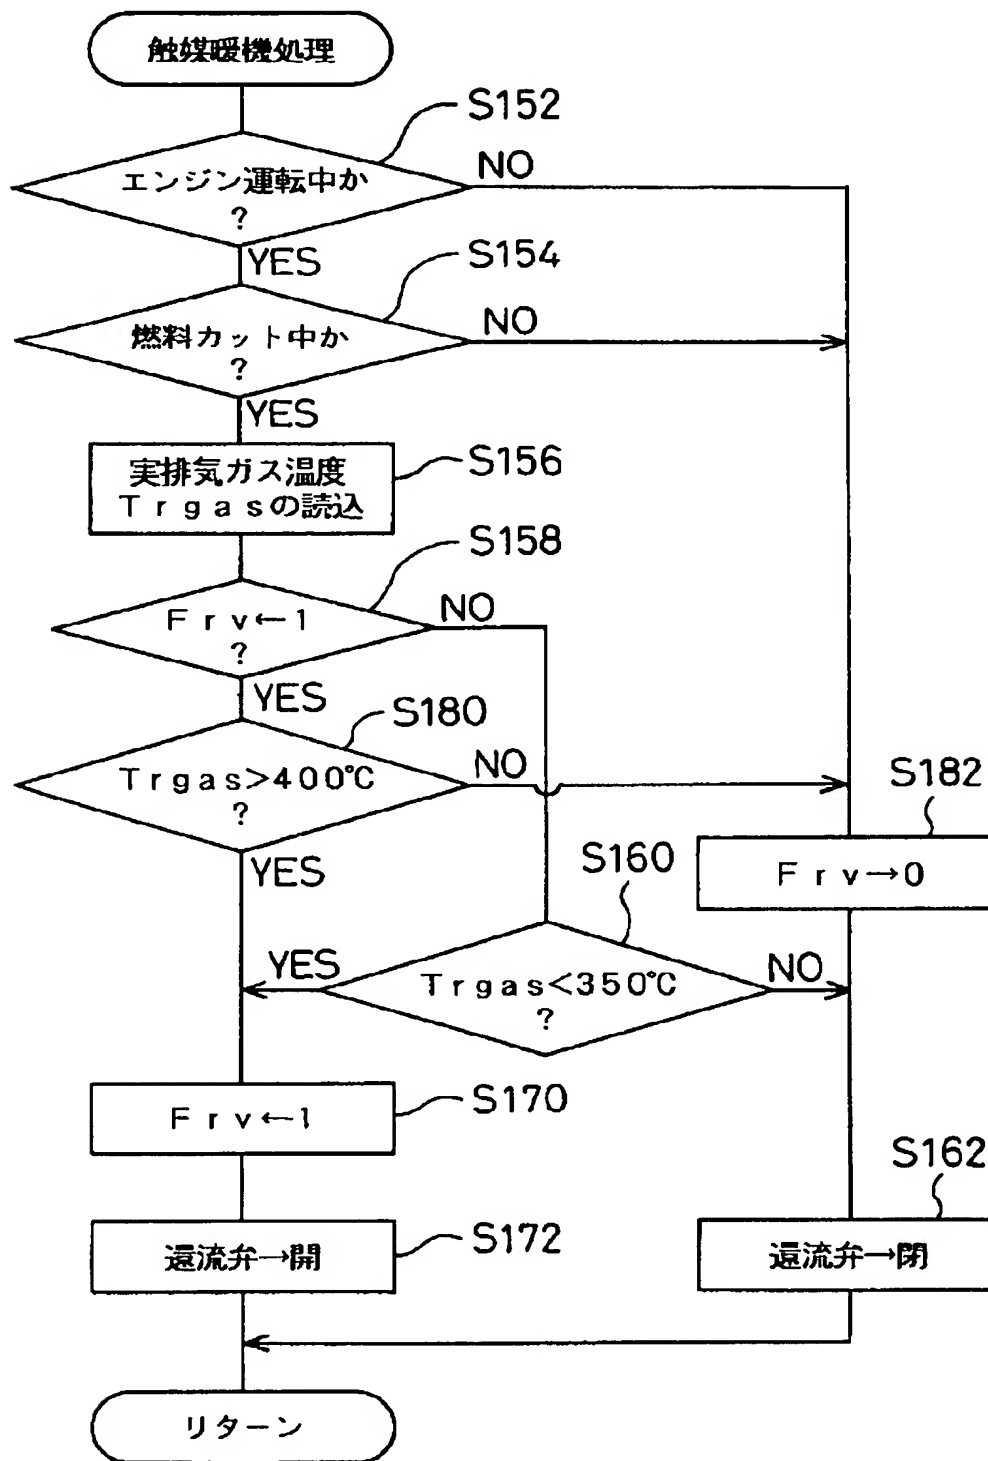 触媒暖機処理
S152
エンジン運転中か
?
NO
YES
S154
燃料カット中か
?
NO
YES
S156
実排気ガス温度
Trgasの読込
S158
Frv←1
?
NO
YES
S180
Trgas>400℃
?
NO
YES
S182
Frv→0
S160
Trgas<350℃
?
YES
NO
S170
Frv←1
S162
還流弁→閉
S172
還流弁→開
リターン